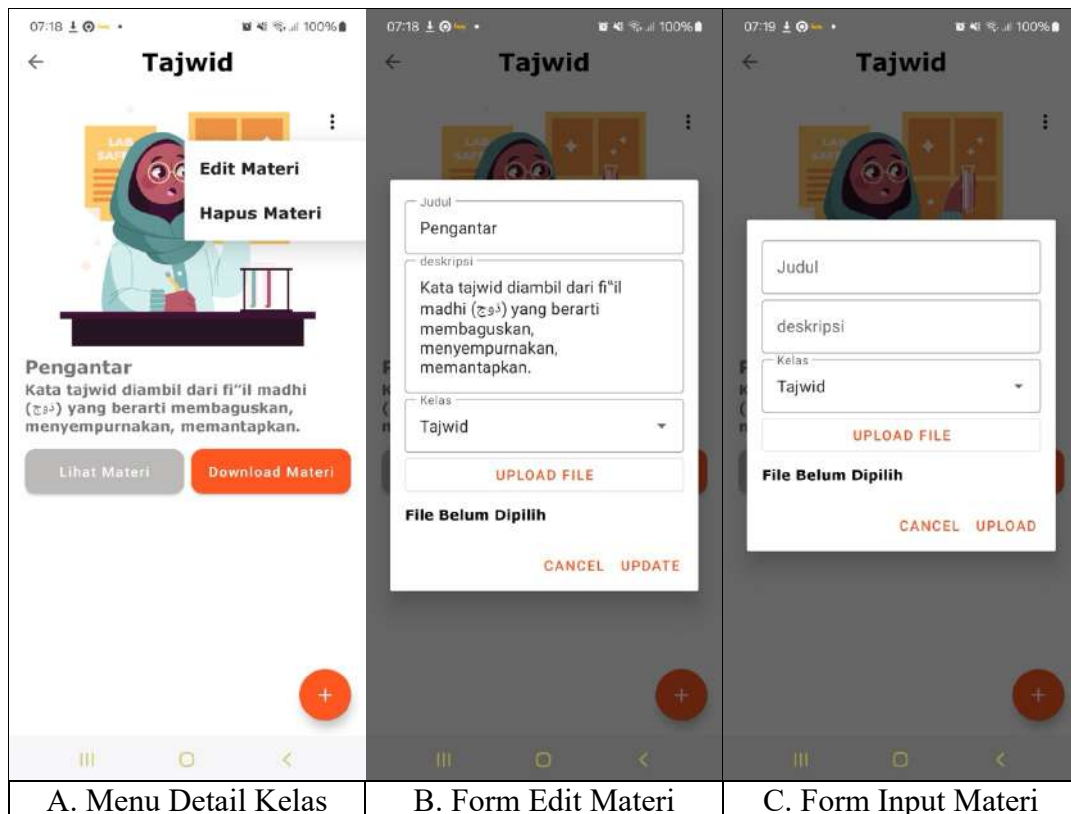 07:18
100%
Tajwid
LAB
SAF
Edit Materi
Hapus Materi
Pengantar
Kata tajwid diambil dari fi"il madhi
(ذوج) yang berarti membaguskan,
menyempurnakan, memantapkan.
Lihat Materi
Download Materi
+
A. Menu Detail Kelas
07:18
100%
Tajwid
Judul
Pengantar
deskripsi
Kata tajwid diambil dari fi"il
madhi (ذوج) yang berarti
membaguskan,
menyempurnakan,
memantapkan.
Kelas
Tajwid
UPLOAD FILE
File Belum Dipilih
CANCEL UPDATE
+
B. Form Edit Materi
07:19
100%
Tajwid
Judul
deskripsi
Kelas
Tajwid
UPLOAD FILE
File Belum Dipilih
CANCEL UPLOAD
+
C. Form Input Materi